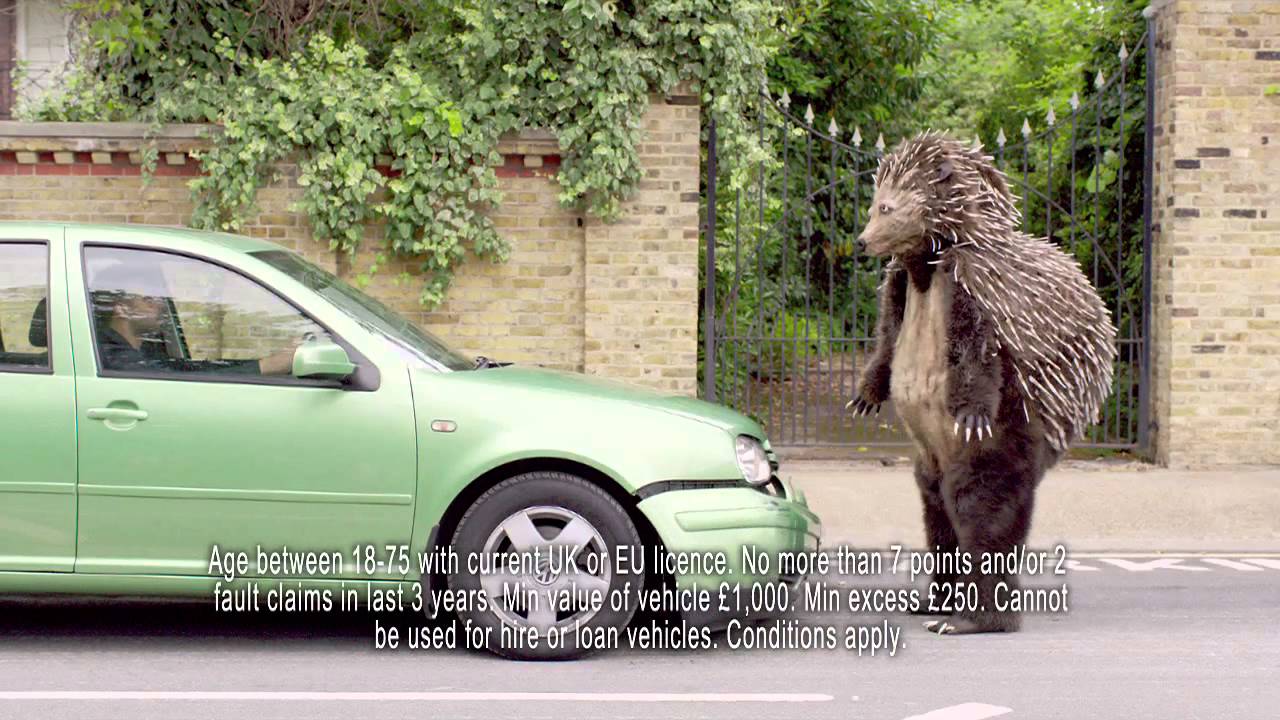 Age between 18-75 with current UK or EU licence. No more than 7 points and/or 2
fault claims in last 3 years. Min value of vehicle £1,000. Min excess £250. Cannot
be used for hire or loan vehicles. Conditions apply.